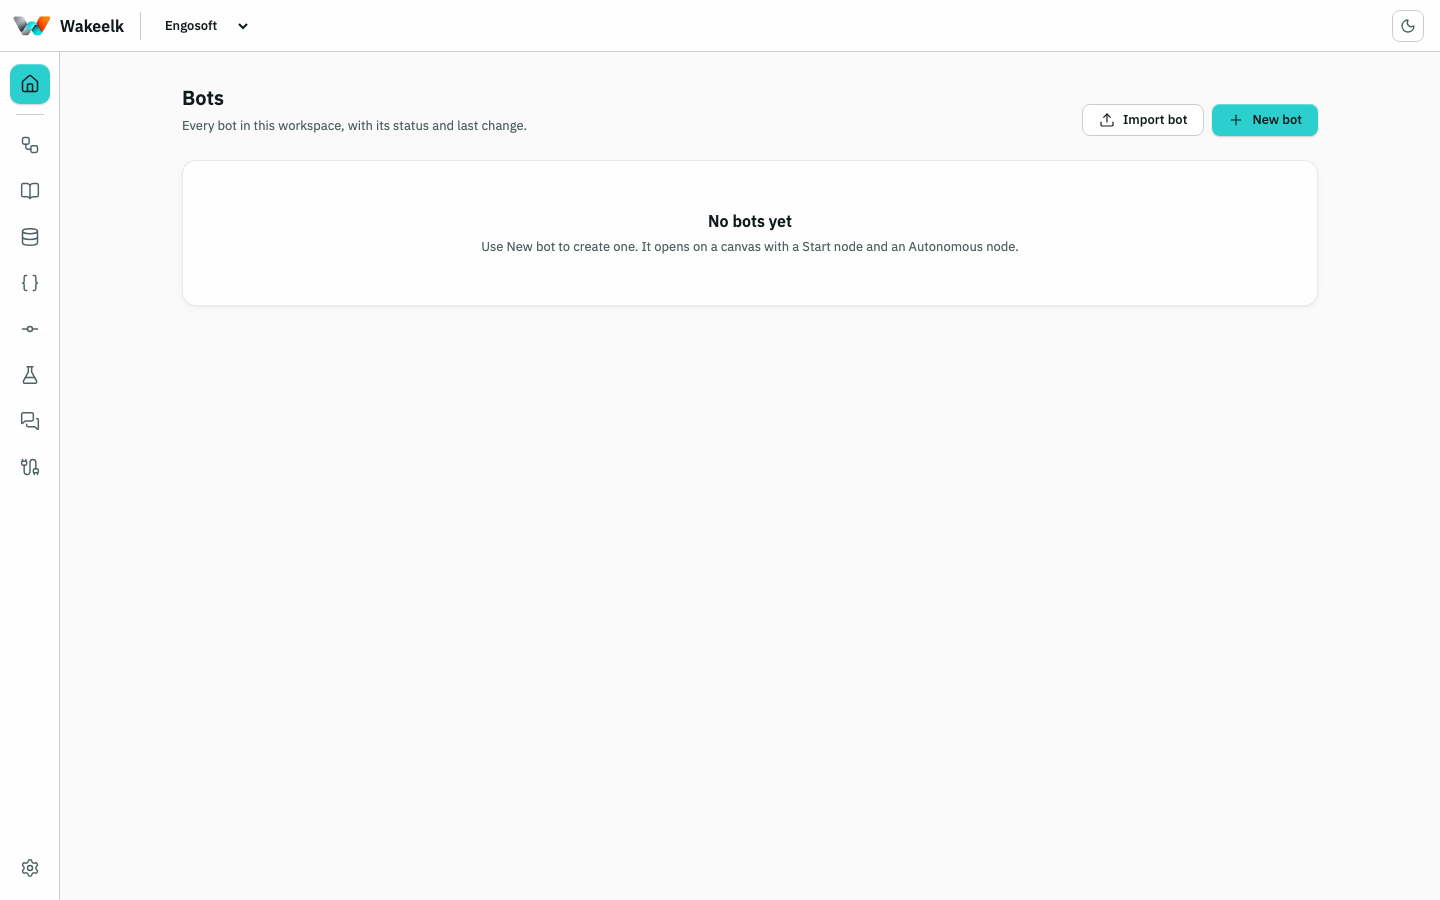 Wakeelk
Engosoft
Bots
Every bot in this workspace, with its status and last change.
Import bot
New bot
No bots yet
Use New bot to create one. It opens on a canvas with a Start node and an Autonomous node.